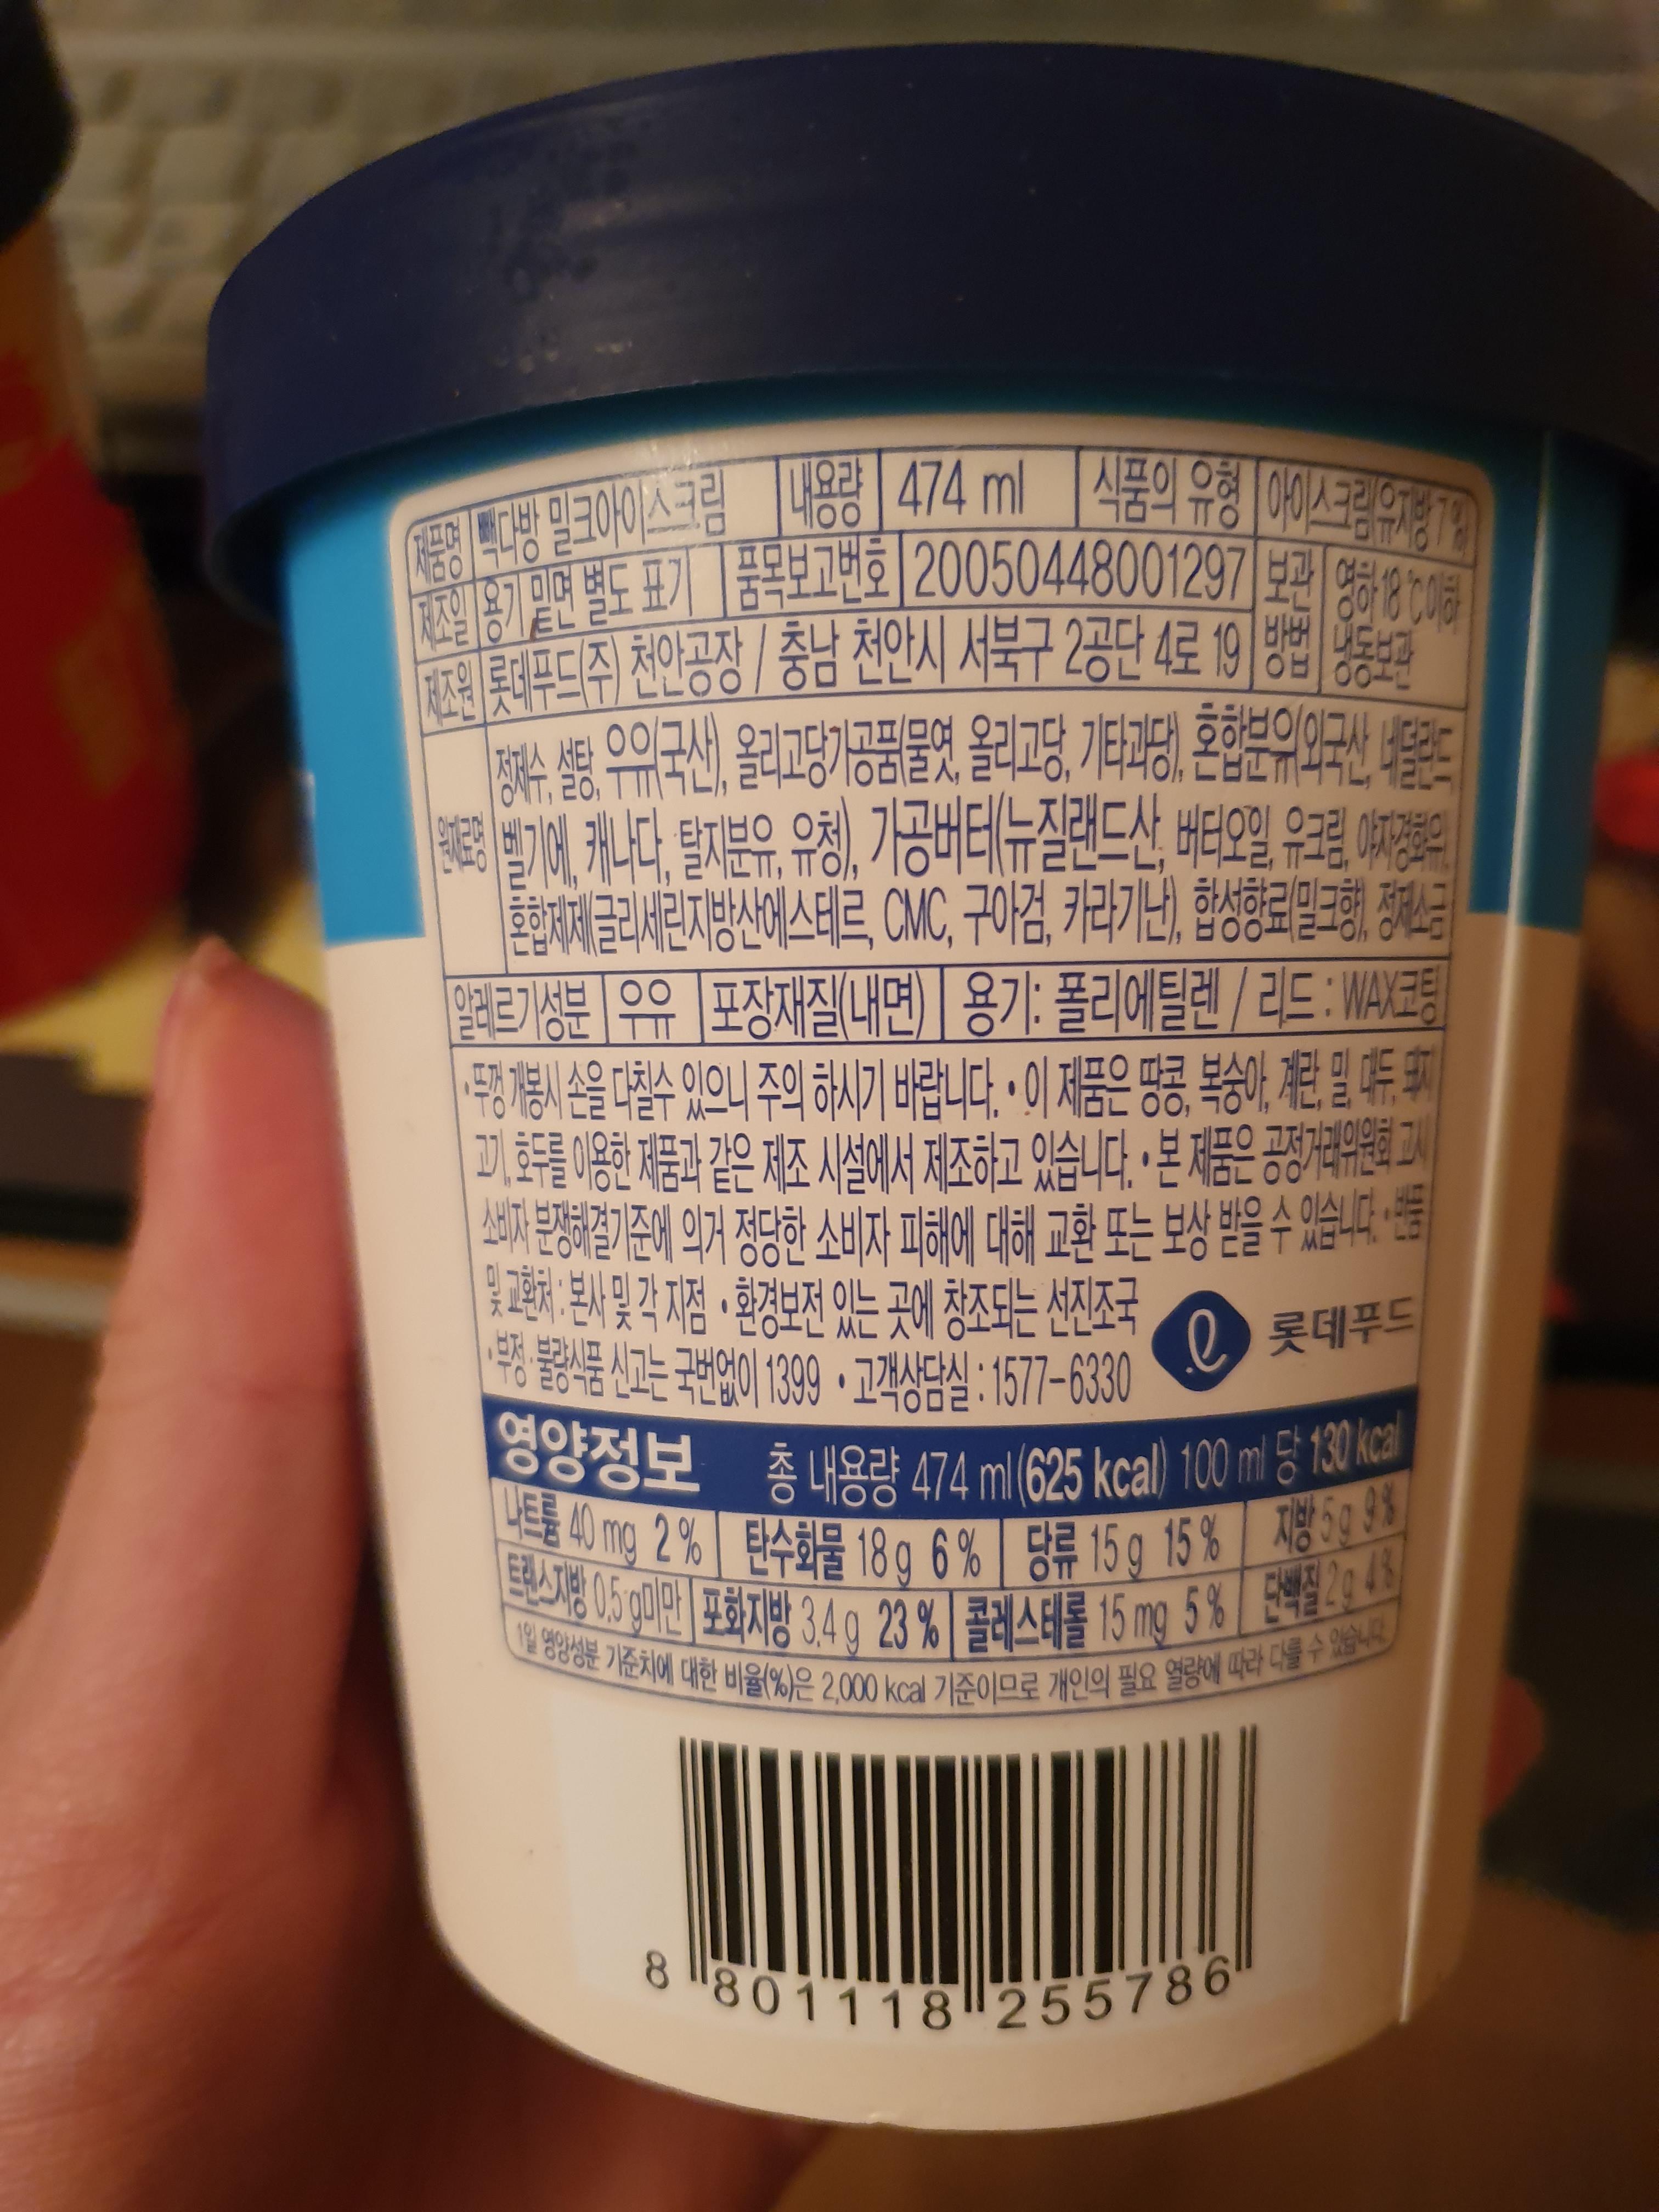 제품명 빽다방 밀크아이스크림 내용량 474 ml 식품의 유형 아이스크림(유지방 7%)
제조일 용기 밑면 별도 표기 품목보고번호 20050448001297 보관 방법 영하 18 ℃ 이하 냉동보관
제조원 롯데푸드(주) 천안공장 / 충남 천안시 서북구 2공단 4로 19
원재료명 정제수, 설탕, 우유(국산), 올리고당가공품(물엿, 올리고당, 기타과당), 혼합분유(외국산, 네덜란드
벨기에, 캐나다, 탈지분유, 유청), 가공버터(뉴질랜드산, 버터오일, 유크림, 야자경화유),
혼합제제(글리세린지방산에스테르, CMC, 구아검, 카라기난), 합성향료(밀크향), 정제소금
알레르기성분 우유 포장재질(내면) 용기: 폴리에틸렌 / 리드 : WAX코팅
•뚜껑 개봉시 손을 다칠수 있으니 주의 하시기 바랍니다. •이 제품은 땅콩, 복숭아, 계란, 밀, 대두, 돼지
고기, 호두를 이용한 제품과 같은 제조 시설에서 제조하고 있습니다. •본 제품은 공정거래위원회 고시
소비자 분쟁해결기준에 의거 정당한 소비자 피해에 대해 교환 또는 보상 받을 수 있습니다. •반품
및 교환처 : 본사 및 각 지점 •환경보전 있는 곳에 창조되는 선진조국
•부정·불량식품 신고는 국번없이 1399 •고객상담실 : 1577-6330
롯데푸드
영양정보 총 내용량 474 ml (625 kcal) 100 ml 당 130 kcal
나트륨 40 mg 2 % 탄수화물 18 g 6 % 당류 15 g 15 % 지방 5 g 9 %
트랜스지방 0.5 g미만 포화지방 3.4 g 23 % 콜레스테롤 15 mg 5 % 단백질 2 g 4 %
1일 영양성분 기준치에 대한 비율(%)은 2,000 kcal 기준이므로 개인의 필요 열량에 따라 다를 수 있습니다.
8 801118 255786